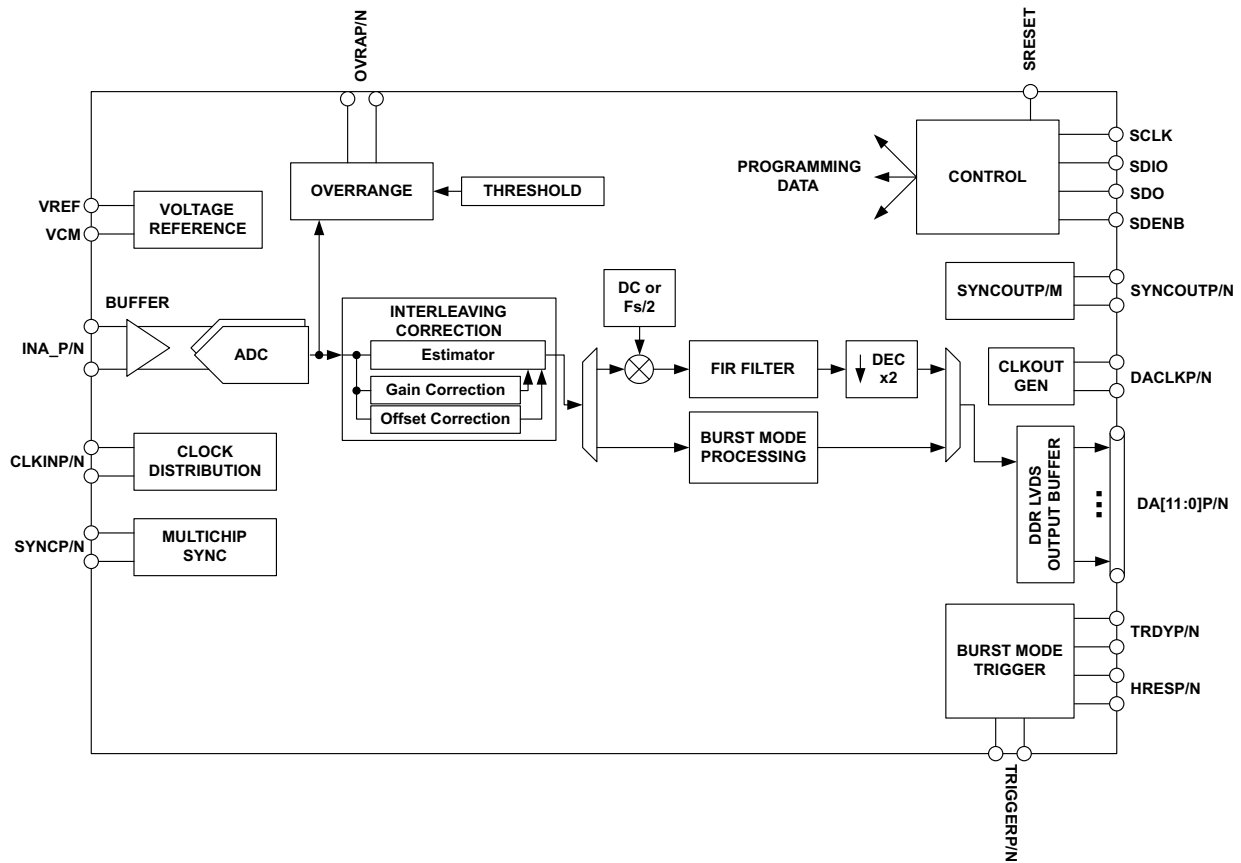 OVRAP/N
SRESET
SCLK
SDIO
SDO
SDENB
PROGRAMMING
DATA
CONTROL
OVERRANGE
THRESHOLD
VREF
VCM
VOLTAGE
REFERENCE
SYNCOUTP/M
SYNCOUTP/N
BUFFER
INA_P/N
ADC
INTERLEAVING
CORRECTION
Estimator
Gain Correction
Offset Correction
DC or
Fs/2
FIR FILTER
DEC
x2
CLKOUT
GEN
DACLKP/N
BURST MODE
PROCESSING
CLKINP/N
CLOCK
DISTRIBUTION
DDR LVDS
OUTPUT BUFFER
DA[11:0]P/N
SYNCP/N
MULTICHIP
SYNC
BURST MODE
TRIGGER
TRDYP/N
HRESP/N
TRIGGERP/N